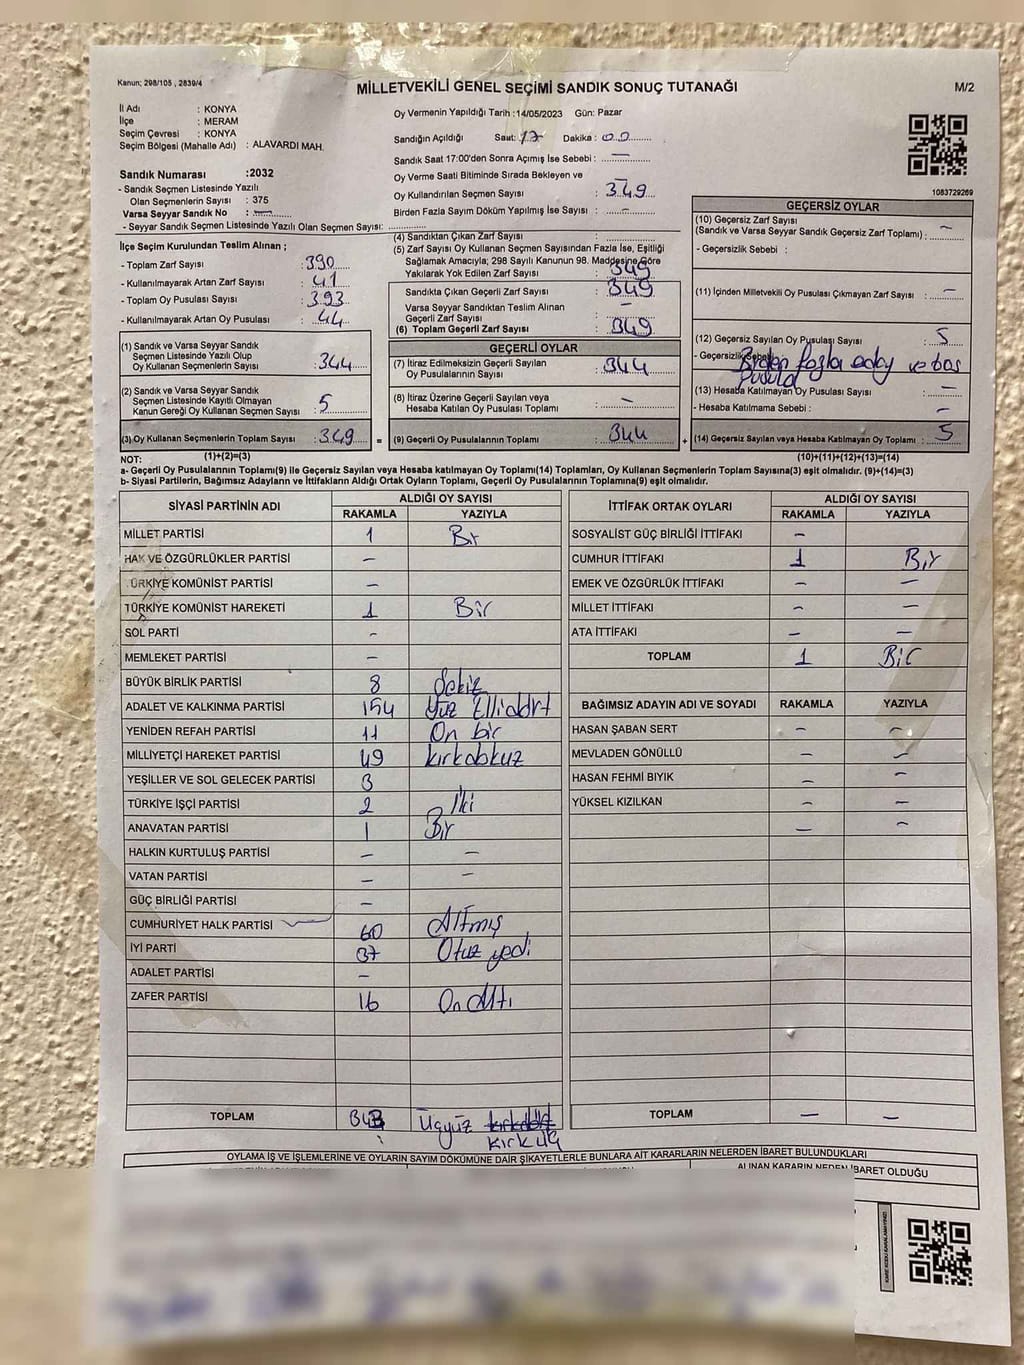 Kanun: 298/105 , 2839/4
MİLLETVEKİLİ GENEL SEÇİMİ SANDIK SONUÇ TUTANAĞI
M/2
İl Adı : KONYA
İlçe : MERAM
Seçim Çevresi : KONYA
Seçim Bölgesi (Mahalle Adı) : ALAVARDI MAH.
Sandık Numarası :2032
- Sandık Seçmen Listesinde Yazılı
Olan Seçmenlerin Sayısı : 375
Varsa Seyyar Sandık No : —
- Seyyar Sandık Seçmen Listesinde Yazılı Olan Seçmen Sayısı:
Oy Vermenin Yapıldığı Tarih :14/05/2023 Gün: Pazar
Sandığın Açıldığı Saat: 17 Dakika : 00
Sandık Saat 17:00'den Sonra Açımış İse Sebebi : —
Oy Verme Saati Bitiminde Sırada Bekleyen ve
Oy Kullandırılan Seçmen Sayısı : 349
Birden Fazla Sayım Döküm Yapılmış İse Sayısı : -
1083729269
İlçe Seçim Kurulundan Teslim Alınan ;
- Toplam Zarf Sayısı : 390
- Kullanılmayarak Artan Zarf Sayısı : 41
- Toplam Oy Pusulası Sayısı : 393
- Kullanılmayarak Artan Oy Pusulası : 44
(4) Sandıktan Çıkan Zarf Sayısı :
(5) Zarf Sayısı Oy Kullanan Seçmen Sayısından Fazla İse, Eşitliği
Sağlamak Amacıyla; 298 Sayılı Kanunun 98. Maddesine Göre
Yakılarak Yok Edilen Zarf Sayısı : 349
Sandıkta Çıkan Geçerli Zarf Sayısı : 349
Varsa Seyyar Sandıktan Teslim Alınan
Geçerli Zarf Sayısı : —
(6) Toplam Geçerli Zarf Sayısı : 349
GEÇERSİZ OYLAR
(10) Geçersiz Zarf Sayısı
(Sandık ve Varsa Seyyar Sandık Geçersiz Zarf Toplamı) : —
- Geçersizlik Sebebi :
(11) İçinden Milletvekili Oy Pusulası Çıkmayan Zarf Sayısı : —
(12) Geçersiz Sayılan Oy Pusulası Sayısı : 5
- Geçersizlik Sebebi : Birden fazla aday ve boş
pusula
(13) Hesaba Katılmayan Oy Pusulası Sayısı : —
- Hesaba Katılmama Sebebi : —
(14) Geçersiz Sayılan veya Hesaba Katılmayan Oy Toplamı : 5
(1) Sandık ve Varsa Seyyar Sandık
Seçmen Listesinde Yazılı Olup
Oy Kullanan Seçmenlerin Sayısı : 344
(2) Sandık ve Varsa Seyyar Sandık
Seçmen Listesinde Kayıtlı Olmayan
Kanun Gereği Oy Kullanan Seçmen Sayısı : 5
(3) Oy Kullanan Seçmenlerin Toplam Sayısı : 349 =
GEÇERLİ OYLAR
(7) İtiraz Edilmeksizin Geçerli Sayılan
Oy Pusulalarının Sayısı : 344
(8) İtiraz Üzerine Geçerli Sayılan veya
Hesaba Katılan Oy Pusulası Toplamı : —
(9) Geçerli Oy Pusulalarının Toplamı : 344 +
NOT: (1)+(2)=(3) (10)+(11)+(12)+(13)=(14)
a- Geçerli Oy Pusulalarının Toplamı(9) ile Geçersiz Sayılan veya Hesaba katılmayan Oy Toplamı(14) Toplamları, Oy Kullanan Seçmenlerin Toplam Sayısına(3) eşit olmalıdır. (9)+(14)=(3)
b- Siyasi Partilerin, Bağımsız Adayların ve İttifakların Aldığı Ortak Oyların Toplamı, Geçerli Oy Pusulalarının Toplamına(9) eşit olmalıdır.
SİYASİ PARTİNİN ADI ALDIĞI OY SAYISI
RAKAMLA YAZIYLA
MİLLET PARTİSİ 1 Bir
HAK VE ÖZGÜRLÜKLER PARTİSİ —
TÜRKİYE KOMÜNİST PARTİSİ —
TÜRKİYE KOMÜNİST HAREKETİ 1 Bir
SOL PARTİ -
MEMLEKET PARTİSİ —
BÜYÜK BİRLİK PARTİSİ 8 Sekiz
ADALET VE KALKINMA PARTİSİ 154 Yüz Ellidört
YENİDEN REFAH PARTİSİ 11 On bir
MİLLİYETÇİ HAREKET PARTİSİ 49 kırkdokuz
YEŞİLLER VE SOL GELECEK PARTİSİ 3
TÜRKİYE İŞÇİ PARTİSİ 2 İki
ANAVATAN PARTİSİ 1 Bir
HALKIN KURTULUŞ PARTİSİ — —
VATAN PARTİSİ — —
GÜÇ BİRLİĞİ PARTİSİ —
CUMHURİYET HALK PARTİSİ 60 Altmış
İYİ PARTİ 37 Otuz yedi
ADALET PARTİSİ —
ZAFER PARTİSİ 16 On Altı
TOPLAM 343 Üçyüz kırkdört
kırküç
İTTİFAK ORTAK OYLARI ALDIĞI OY SAYISI
RAKAMLA YAZIYLA
SOSYALİST GÜÇ BİRLİĞİ İTTİFAKI —
CUMHUR İTTİFAKI 1 Bir
EMEK VE ÖZGÜRLÜK İTTİFAKI — —
MİLLET İTTİFAKI — —
ATA İTTİFAKI — —
TOPLAM 1 Bir
BAĞIMSIZ ADAYIN ADI VE SOYADI RAKAMLA YAZIYLA
HASAN ŞABAN SERT — —
MEVLADEN GÖNÜLLÜ — —
HASAN FEHMİ BIYIK — —
YÜKSEL KIZILKAN — —
— —
TOPLAM — —
OYLAMA İŞ VE İŞLEMLERİNE VE OYLARIN SAYIM DÖKÜMÜNE DAİR ŞİKAYETLERLE BUNLARA AİT KARARLARIN NELERDEN İBARET BULUNDUKLARI
ALINAN KARARIN NEDEN İBARET OLDUĞU